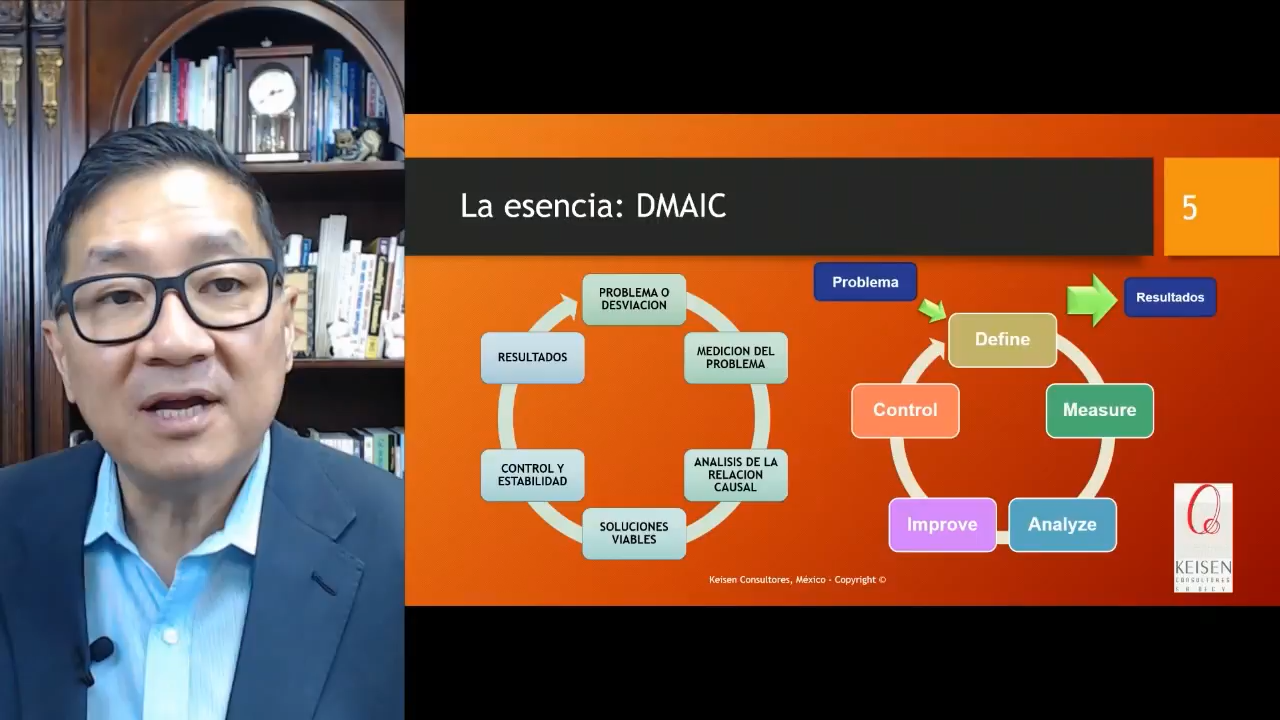 La esencia: DMAIC
5
PROBLEMA O
DESVIACION
MEDICION DEL
PROBLEMA
ANALISIS DE LA
RELACION
CAUSAL
SOLUCIONES
VIABLES
CONTROL Y
ESTABILIDAD
RESULTADOS
Problema
Resultados
Define
Measure
Analyze
Improve
Control
KEISEN
CONSULTORES
Keisen Consultores, México - Copyright ©